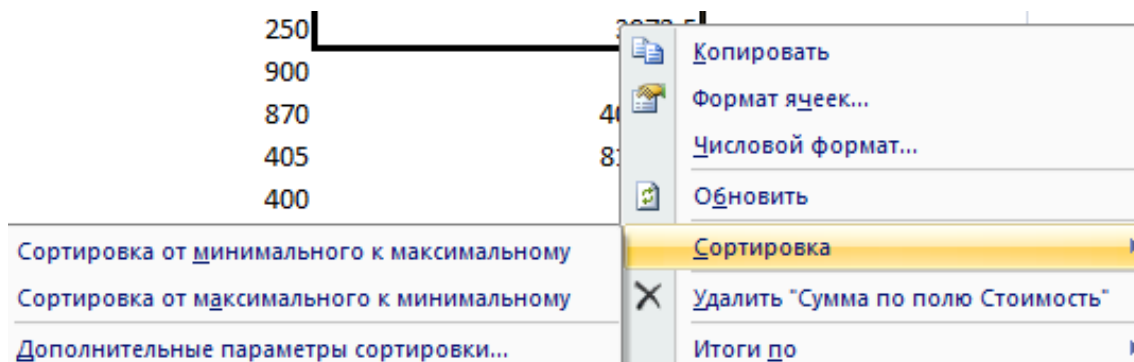 250
900
870
405
400
Копировать
Формат ячеек...
Числовой формат...
Обновить
Сортировка
Удалить "Сумма по полю Стоимость"
Итоги по
Сортировка от минимального к максимальному
Сортировка от максимального к минимальному
Дополнительные параметры сортировки...